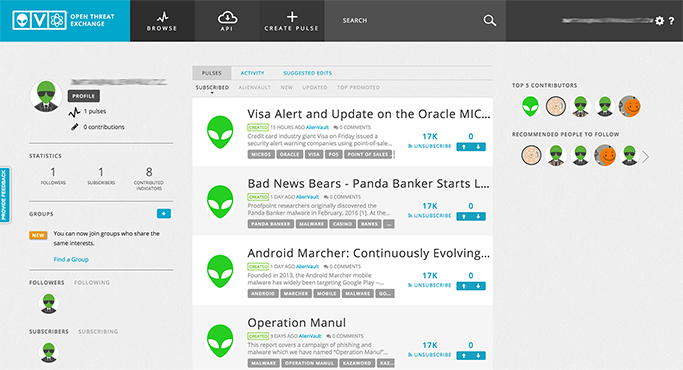 OPEN THREAT
EXCHANGE
BROWSE
API
CREATE PULSE
SEARCH
?
PROFILE
1 pulses
0 contributions
STATISTICS
1 1 8
FOLLOWERS SUBSCRIBERS CONTRIBUTED
INDICATORS
GROUPS +
NEW You can now join groups who share the
same interests.
Find a Group
FOLLOWERS FOLLOWING
SUBSCRIBERS SUBSCRIBING
PROVIDE FEEDBACK
PULSES ACTIVITY SUGGESTED EDITS
SUBSCRIBED ALIENVAULT NEW UPDATED TOP PROMOTED
Visa Alert and Update on the Oracle MIC...
CREATED 15 HOURS AGO AlienVault 0 COMMENTS
Credit card industry giant Visa on Friday issued a
security alert warning companies using point-of-sale...
MICROS ORACLE VISA POS POINT OF SALES
17K
UNSUBSCRIBE
0
Bad News Bears - Panda Banker Starts L...
CREATED 1 DAY AGO AlienVault 0 COMMENTS
Proofpoint researchers originally discovered the
Panda Banker malware in February, 2016 [1]. At the...
PANDA BANKER MALWARE CASINO BANKS ...
17K
UNSUBSCRIBE
0
Android Marcher: Continuously Evolving...
CREATED 1 DAY AGO AlienVault 0 COMMENTS
Founded in 2013, the Android Marcher mobile
malware has widely been targeting Google Play –...
ANDROID MARCHER MOBILE MALWARE GO...
17K
UNSUBSCRIBE
0
Operation Manul
CREATED 3 DAYS AGO AlienVault 0 COMMENTS
This report covers a campaign of phishing and
malware which we have named "Operation Manul"...
MALWARE OPERATION MANUL KAZAWORD KAZ...
17K
UNSUBSCRIBE
0
TOP 5 CONTRIBUTORS
RECOMMENDED PEOPLE TO FOLLOW